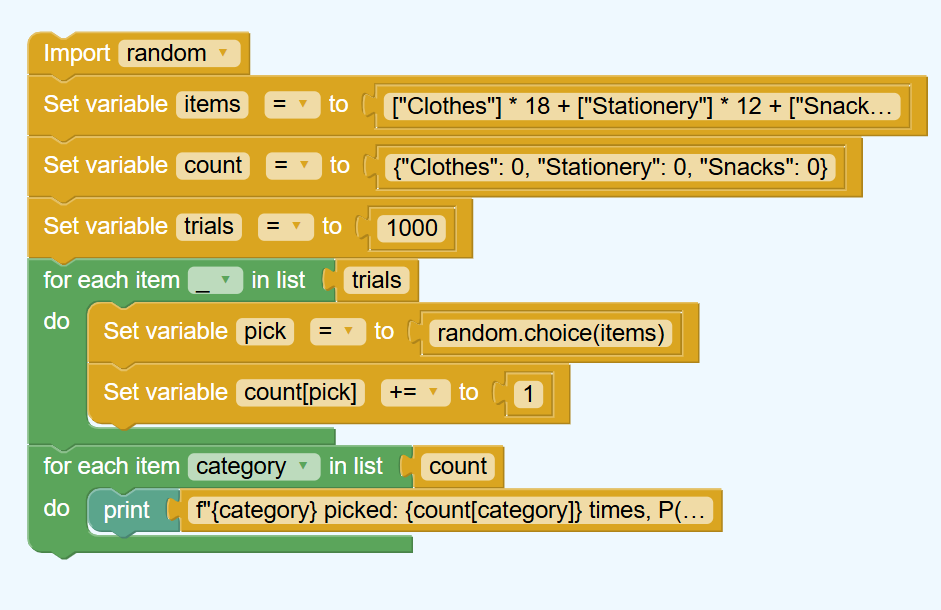 Import random
Set variable items = to ["Clothes"] * 18 + ["Stationery"] * 12 + ["Snack…
Set variable count = to {"Clothes": 0, "Stationery": 0, "Snacks": 0}
Set variable trials = to 1000
for each item _ in list trials
do Set variable pick = to random.choice(items)
Set variable count[pick] += to 1
for each item category in list count
do print f"{category} picked: {count[category]} times, P(…